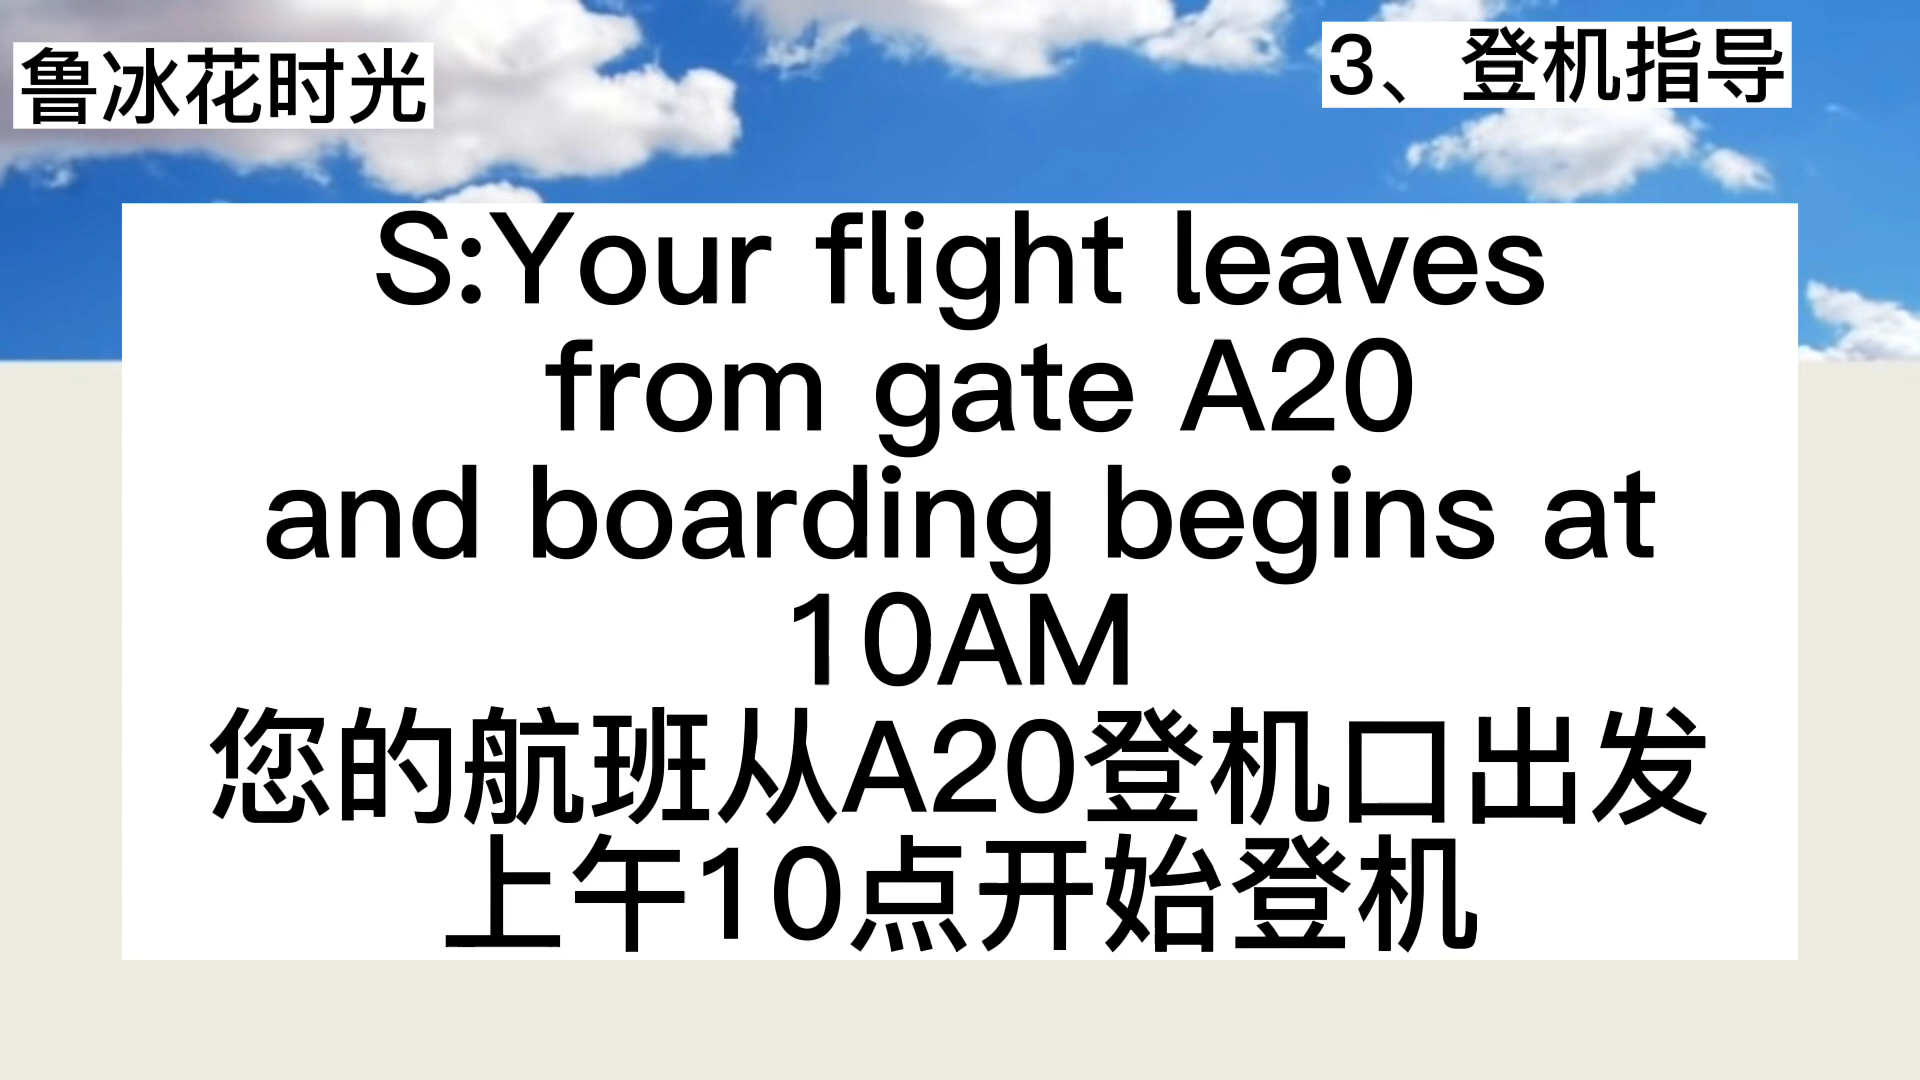 鲁冰花时光
3、登机指导
S:Your flight leaves
from gate A20
and boarding begins at
10AM
您的航班从A20登机口出发
上午10点开始登机